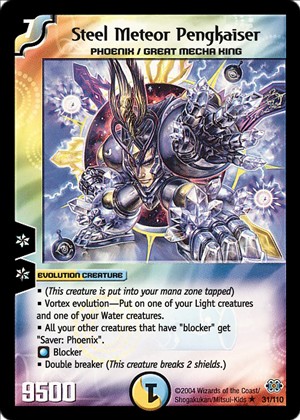 Steel Meteor Pengkaiser
PHOENIX / GREAT MECHA KING
EVOLUTION CREATURE
▪ (This creature is put into your mana zone tapped)
▪ Vortex evolution—Put on one of your Light creatures
and one of your Water creatures.
▪ All your other creatures that have "blocker" get
"Saver: Phoenix".
Blocker
▪ Double breaker (This creature breaks 2 shields.)
9500
1
©2004 Wizards of the Coast/
Shogakukan/Mitsui-Kids ★ 31/110